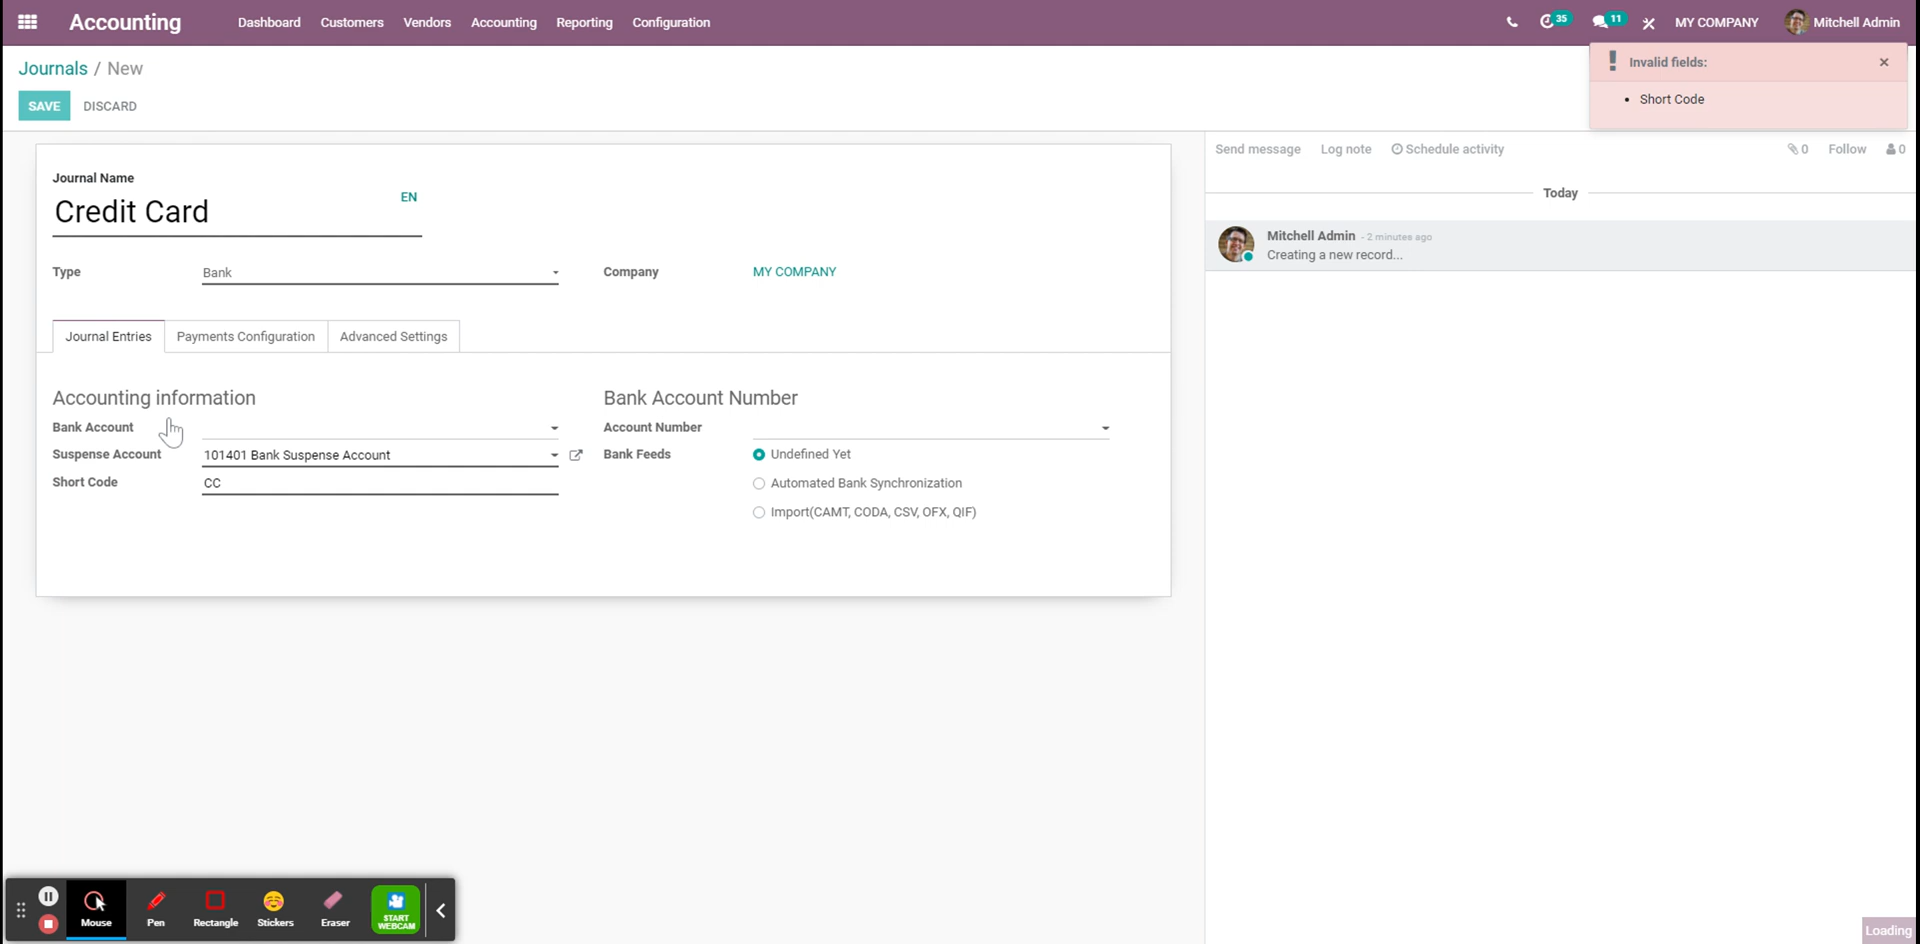 Accounting Dashboard Customers Vendors Accounting Reporting Configuration 35 11 MY COMPANY Mitchell Admin
Journals / New
Invalid fields: ×
• Short Code
SAVE DISCARD
Send message Log note Schedule activity 0 Follow 0
Journal Name
Credit Card EN
Today
Mitchell Admin - 2 minutes ago
Creating a new record...
Type Bank Company MY COMPANY
Journal Entries Payments Configuration Advanced Settings
Accounting information Bank Account Number
Bank Account Account Number
Suspense Account 101401 Bank Suspense Account Bank Feeds Undefined Yet
Short Code CC Automated Bank Synchronization
Import(CAMT, CODA, CSV, OFX, QIF)
Mouse Pen Rectangle Stickers Eraser START
WEBCAM
Loading